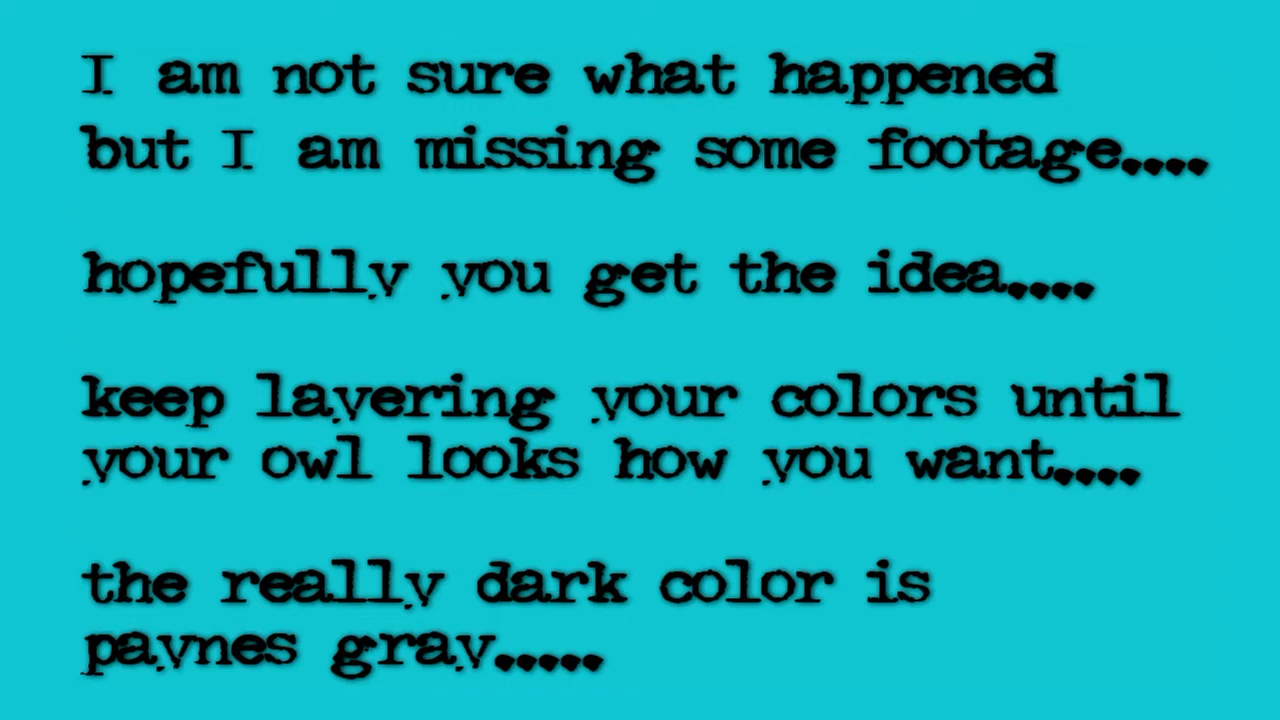 I am not sure what happened
but I am missing some footage....
hopefully you get the idea....
keep layering your colors until
your owl looks how you want....
the really dark color is
paynes gray.....